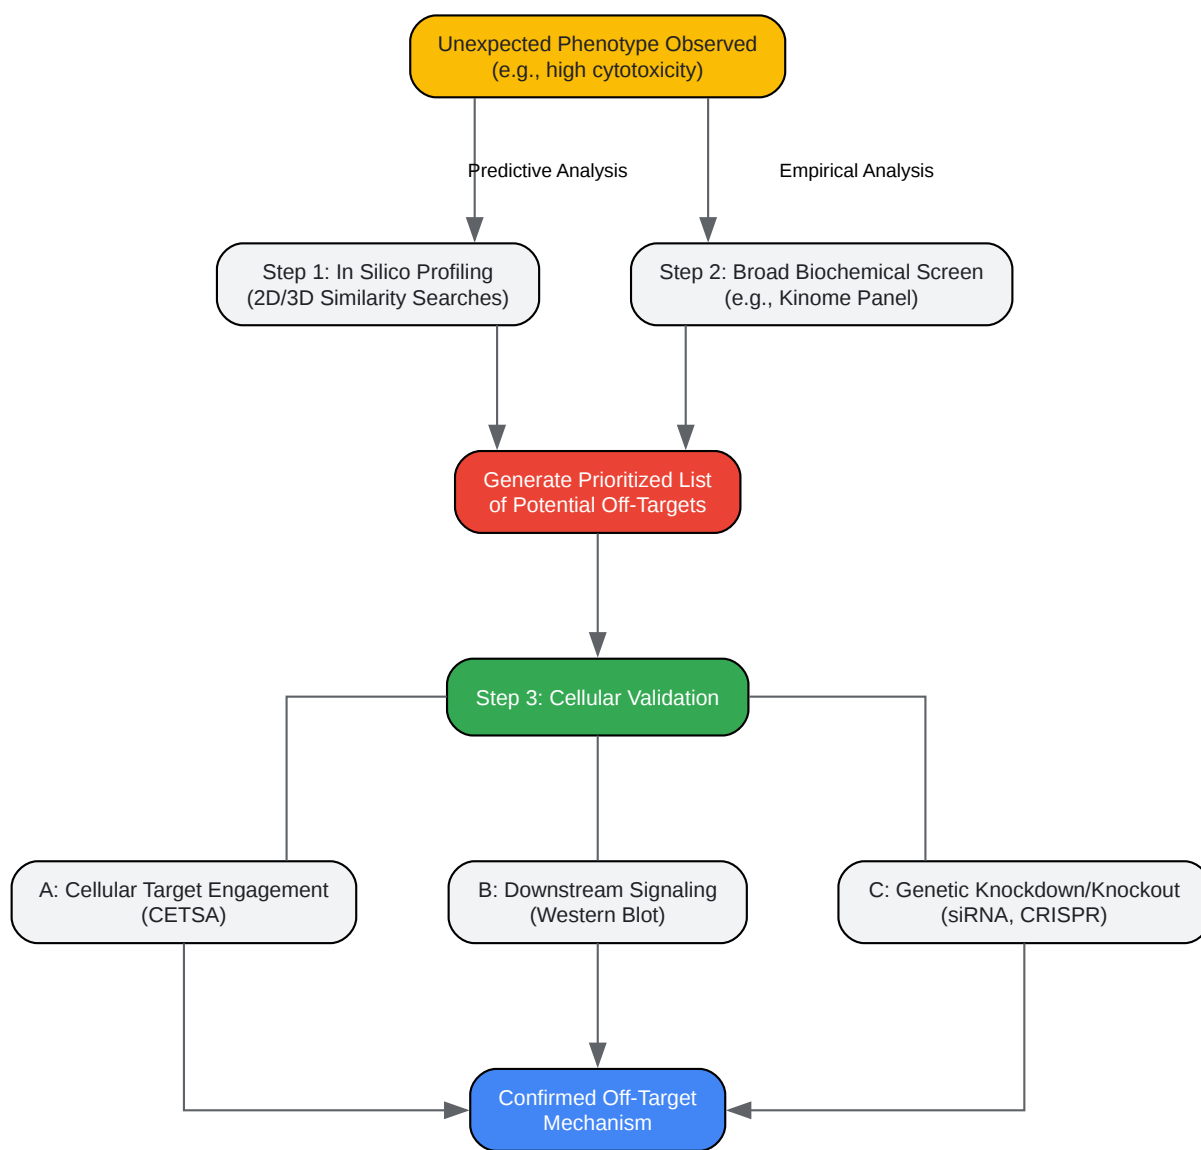 Unexpected Phenotype Observed
(e.g., high cytotoxicity)
Predictive Analysis
Empirical Analysis
Step 1: In Silico Profiling
(2D/3D Similarity Searches)
Step 2: Broad Biochemical Screen
(e.g., Kinome Panel)
Generate Prioritized List
of Potential Off-Targets
Step 3: Cellular Validation
A: Cellular Target Engagement
(CETSA)
B: Downstream Signaling
(Western Blot)
C: Genetic Knockdown/Knockout
(siRNA, CRISPR)
Confirmed Off-Target
Mechanism